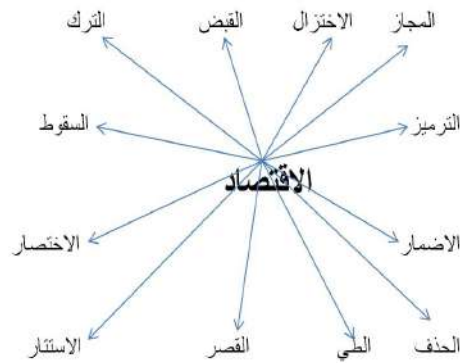 المجاز الاختزال القبض الترك
الترميز السقوط
الاقتصاد
الاضمار الاختصار
الحذف الطي القصر الاستتار